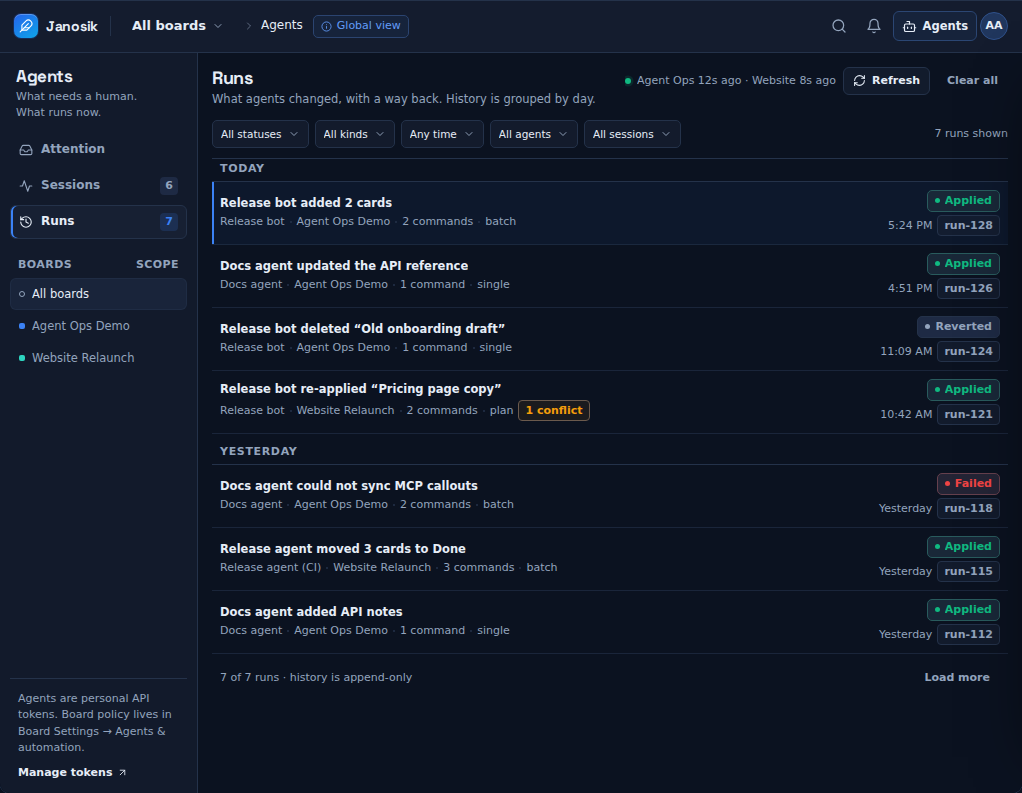 Janosik
All boards
Agents
Global view
Agents
AA
Agents
What needs a human.
What runs now.
Attention
Sessions 6
Runs 7
BOARDS SCOPE
All boards
Agent Ops Demo
Website Relaunch
Agents are personal API
tokens. Board policy lives in
Board Settings → Agents &
automation.
Manage tokens ↗
Runs
What agents changed, with a way back. History is grouped by day.
Agent Ops 12s ago · Website 8s ago
Refresh
Clear all
All statuses
All kinds
Any time
All agents
All sessions
7 runs shown
TODAY
Release bot added 2 cards
Release bot · Agent Ops Demo · 2 commands · batch
Applied
5:24 PM run-128
Docs agent updated the API reference
Docs agent · Agent Ops Demo · 1 command · single
Applied
4:51 PM run-126
Release bot deleted “Old onboarding draft”
Release bot · Agent Ops Demo · 1 command · single
Reverted
11:09 AM run-124
Release bot re-applied “Pricing page copy”
Release bot · Website Relaunch · 2 commands · plan 1 conflict
Applied
10:42 AM run-121
YESTERDAY
Docs agent could not sync MCP callouts
Docs agent · Agent Ops Demo · 2 commands · batch
Failed
Yesterday run-118
Release agent moved 3 cards to Done
Release agent (CI) · Website Relaunch · 3 commands · batch
Applied
Yesterday run-115
Docs agent added API notes
Docs agent · Agent Ops Demo · 1 command · single
Applied
Yesterday run-112
7 of 7 runs · history is append-only
Load more